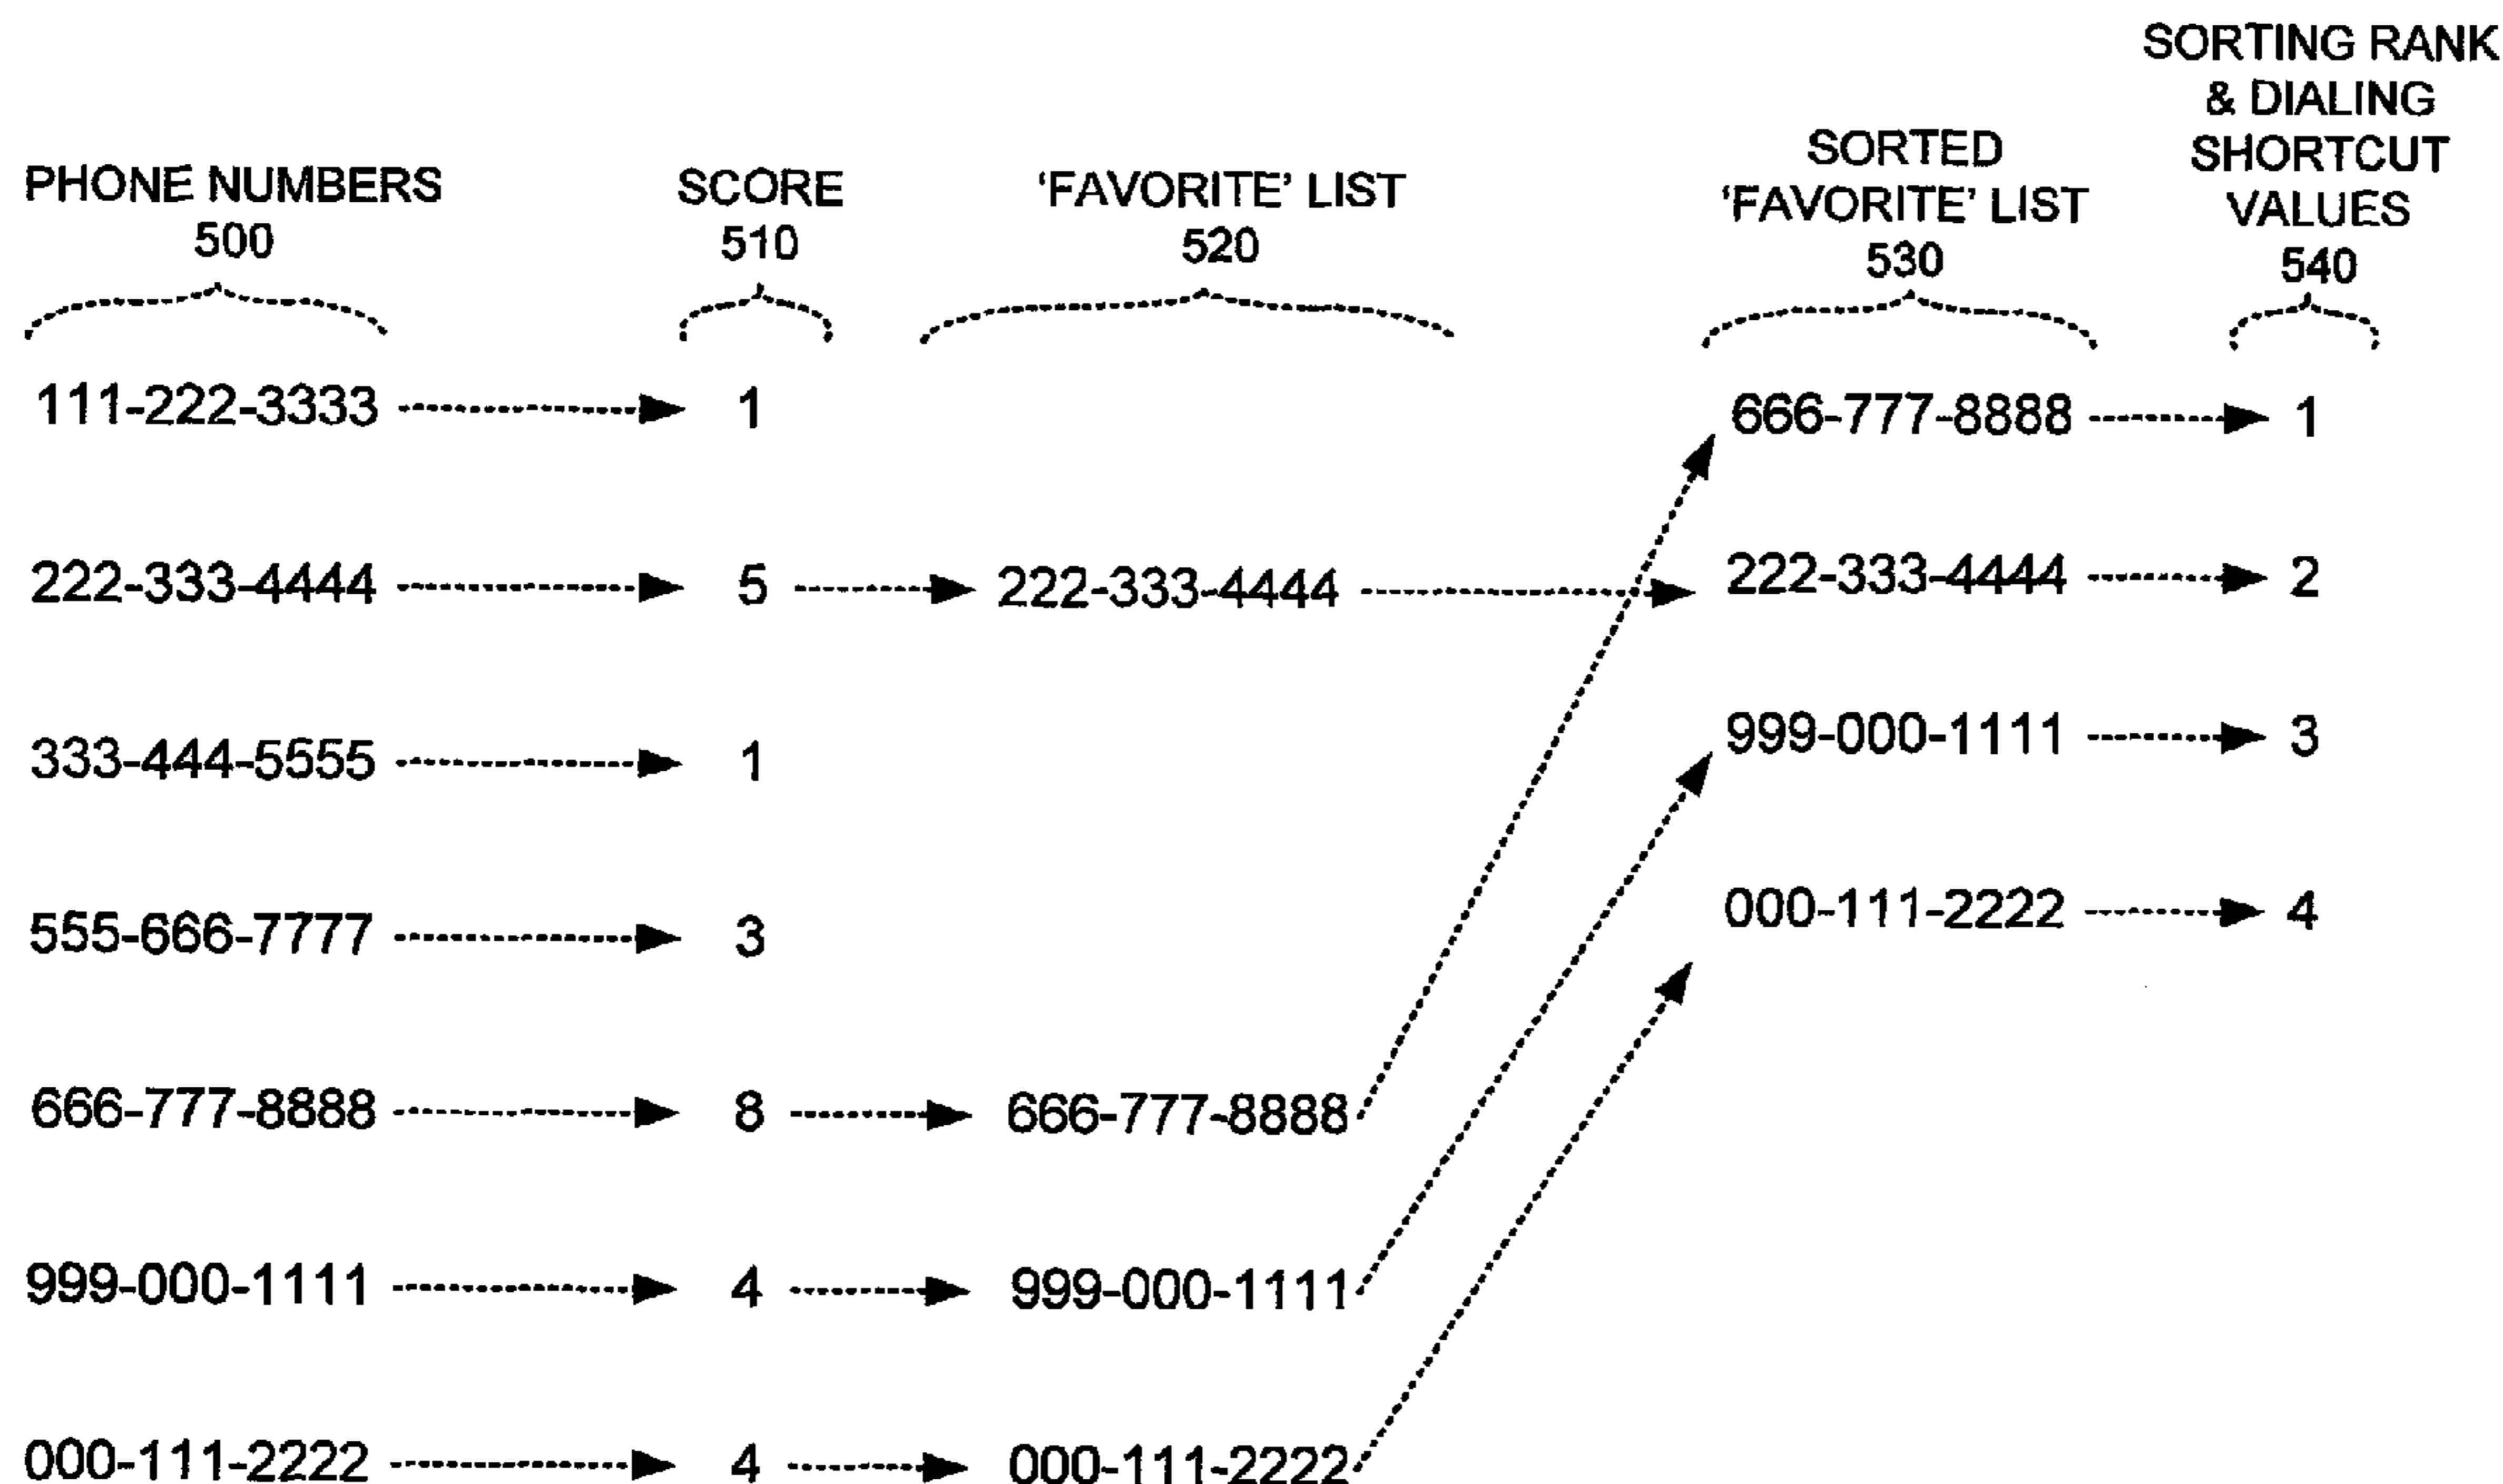 SORTING RANK
& DIALING
SHORTCUT
VALUES
540
SORTED
'FAVORITE' LIST
530
PHONE NUMBERS
500
SCORE
510
‘FAVORITE’ LIST
520
111-222-3333 1 666-777-8888 1
222-333-4444 5 222-333-4444 222-333-4444 2
333-444-5555 1 999-000-1111 3
555-666-7777 3 000-111-2222 4
666-777-8888 8 666-777-8888
999-000-1111 4 999-000-1111
000-111-2222 4 000-111-2222